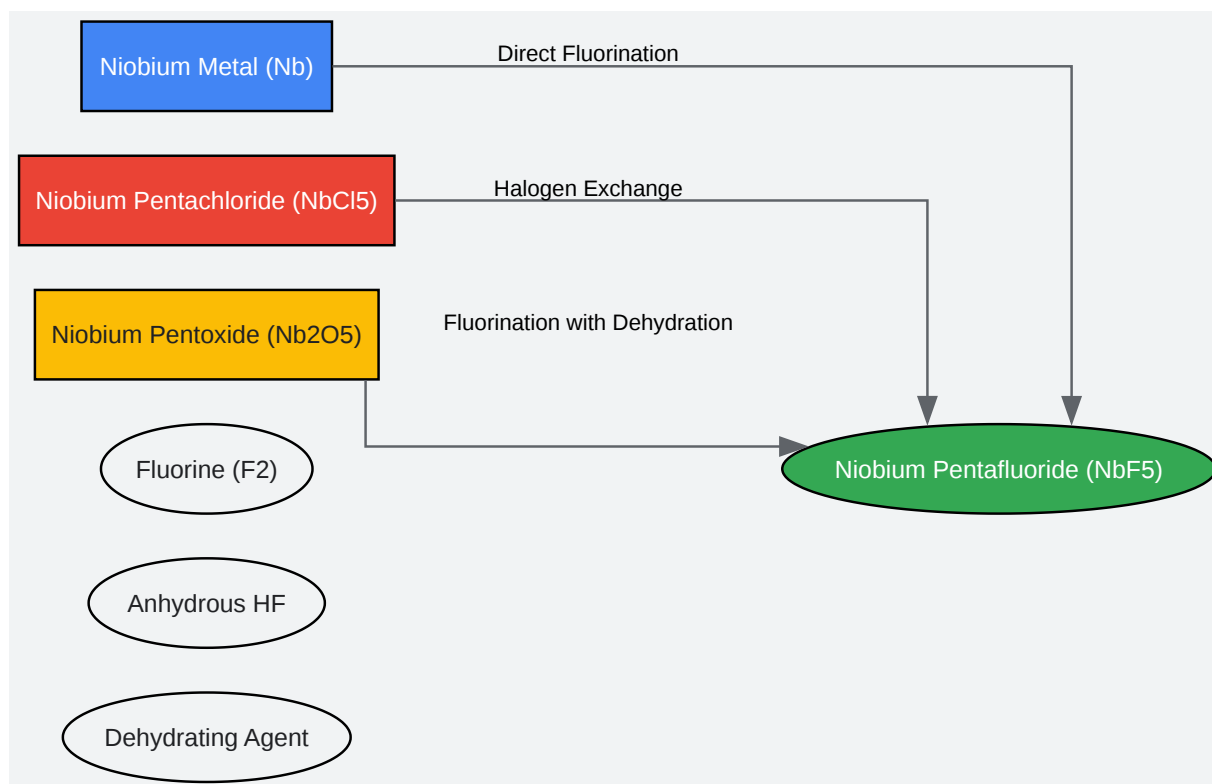 Niobium Metal (Nb)
Direct Fluorination
Niobium Pentachloride (NbCl5)
Halogen Exchange
Niobium Pentoxide (Nb2O5)
Fluorination with Dehydration
Fluorine (F2)
Niobium Pentafluoride (NbF5)
Anhydrous HF
Dehydrating Agent